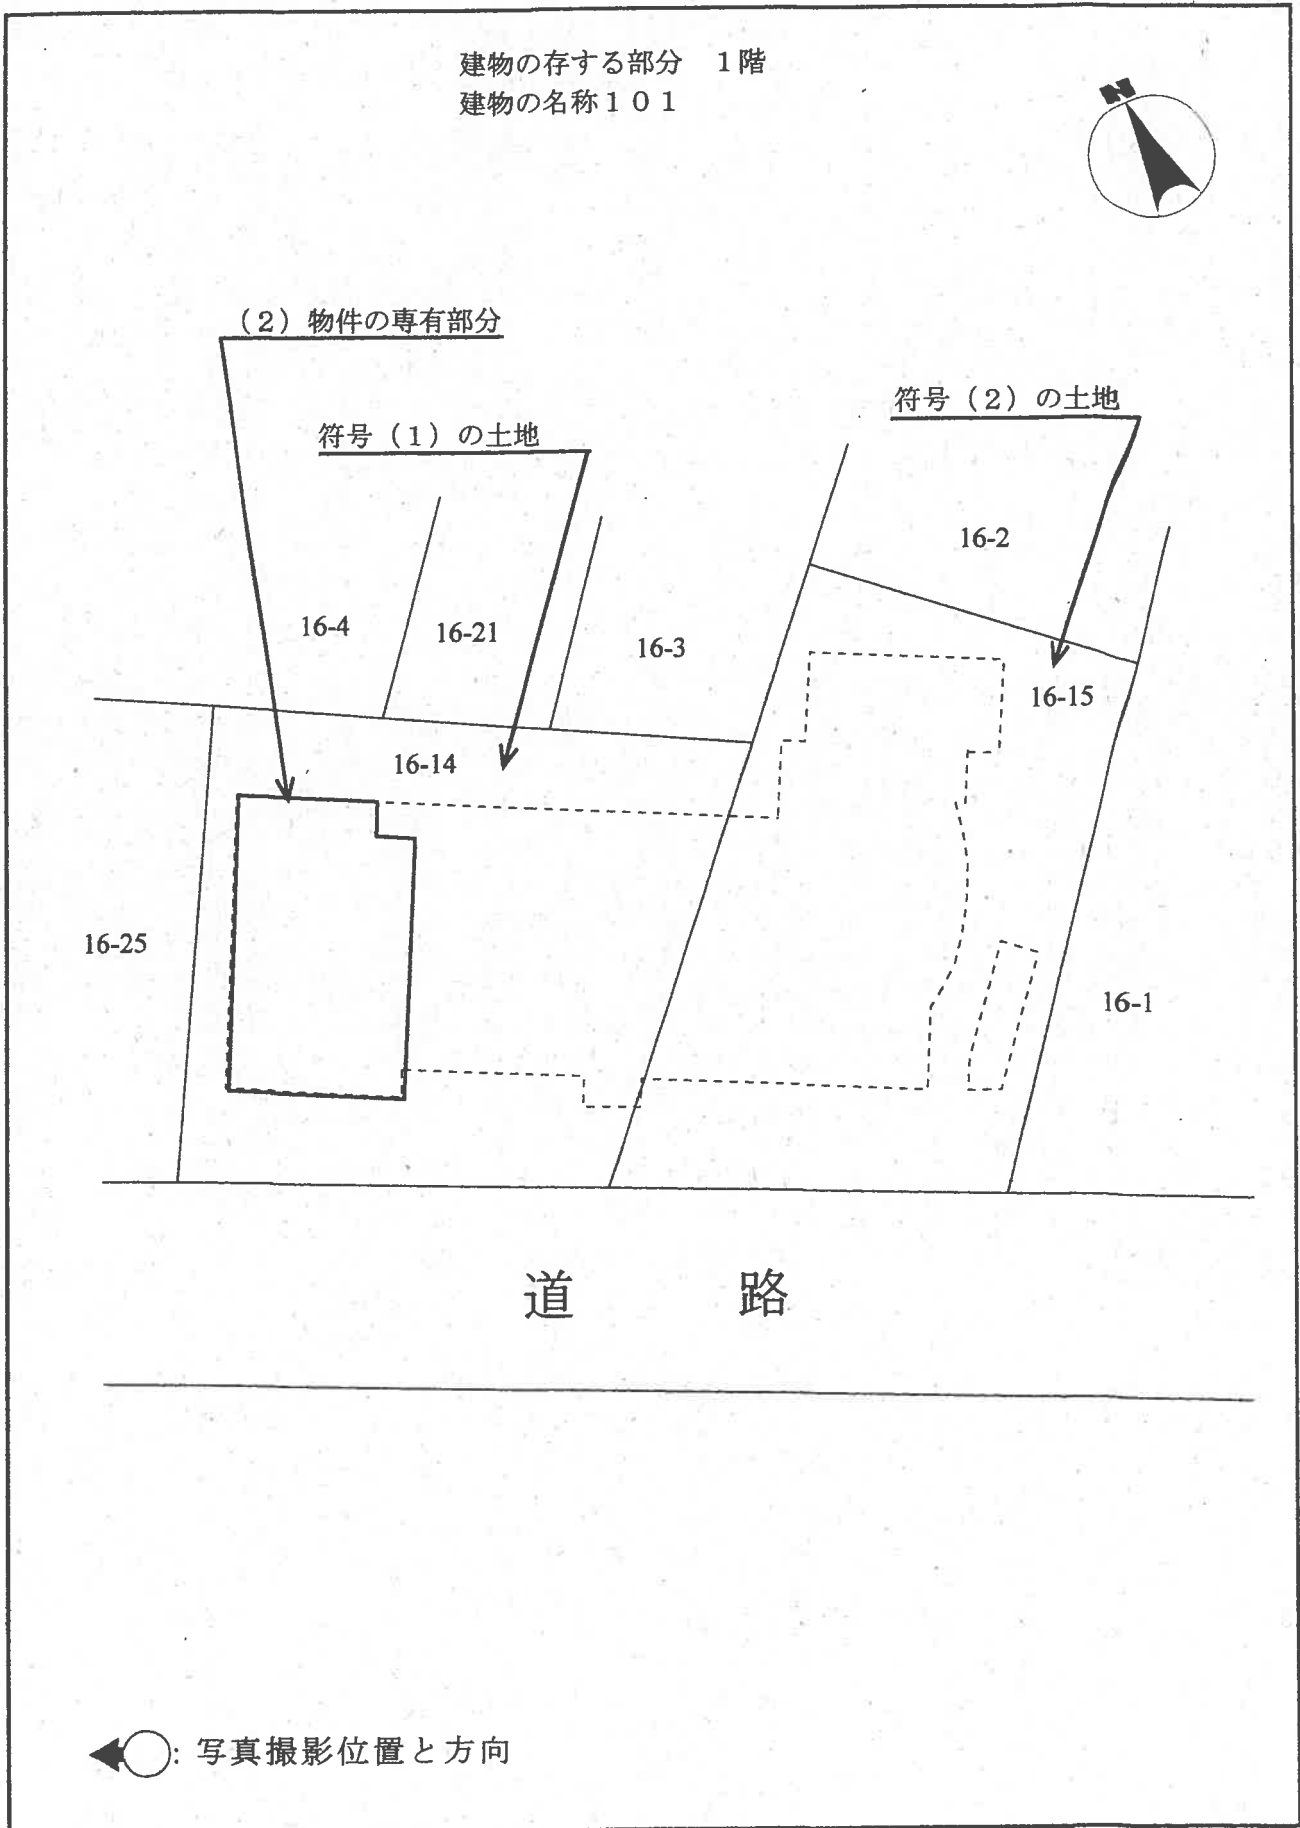 建物の存する部分　１階
建物の名称１０１
N
（２）物件の専有部分
符号（２）の土地
符号（１）の土地
16-2
16-4
16-21
16-3
16-15
16-14
16-25
16-1
道　路
: 写真撮影位置と方向